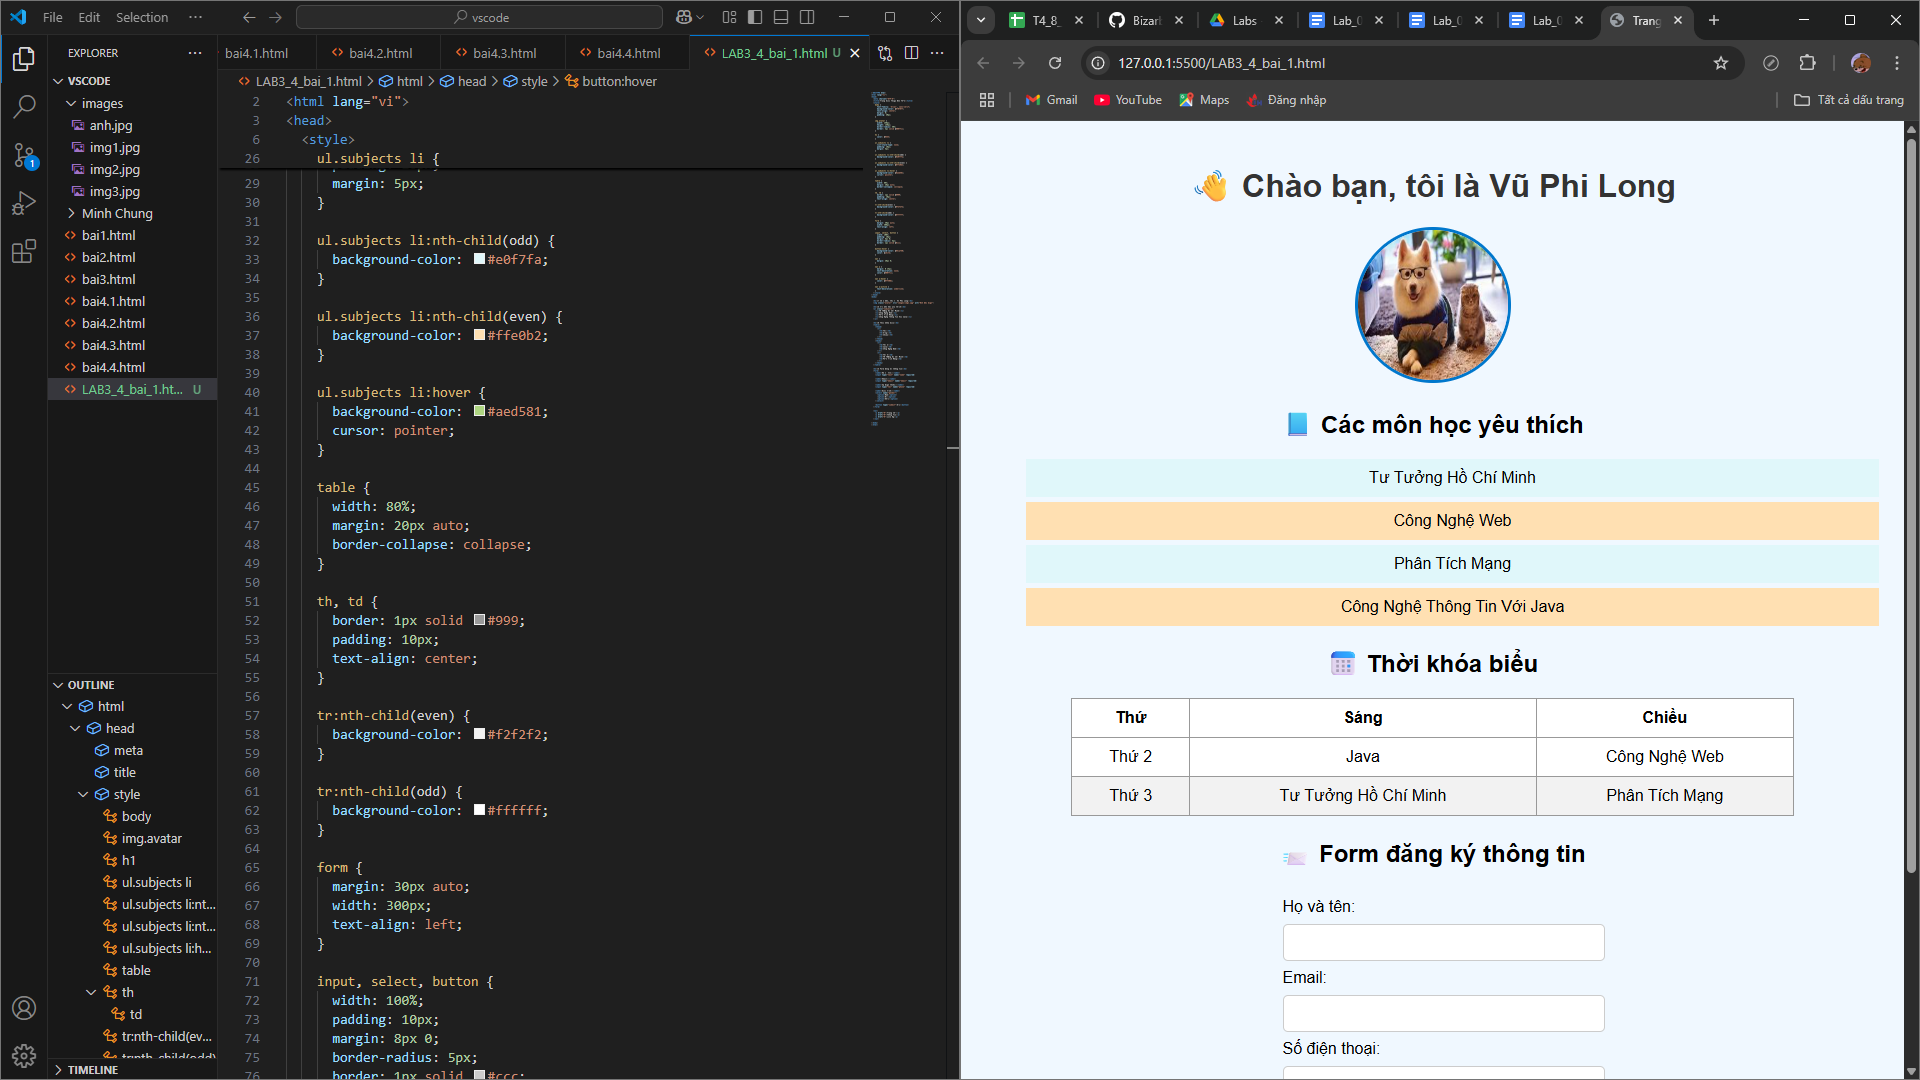 File Edit Selection ··· vscode
EXPLORER
VSCODE
images
anh.jpg
img1.jpg
img2.jpg
img3.jpg
Minh Chung
bai1.html
bai2.html
bai3.html
bai4.1.html
bai4.2.html
bai4.3.html
bai4.4.html
LAB3_4_bai_1.ht... U
1
OUTLINE
html
head
meta
title
style
body
img.avatar
h1
ul.subjects li
ul.subjects li:nt...
ul.subjects li:nt...
ul.subjects li:h...
table
th
td
tr:nth-child(ev...
tr:nth-child(odd)
TIMELINE
bai4.1.html bai4.2.html bai4.3.html bai4.4.html LAB3_4_bai_1.html U
LAB3_4_bai_1.html > html > head > style > button:hover
2 <html lang="vi">
3 <head>
6 <style>
26 ul.subjects li {
29 margin: 5px;
30 }
31
32 ul.subjects li:nth-child(odd) {
33 background-color: #e0f7fa;
34 }
35
36 ul.subjects li:nth-child(even) {
37 background-color: #ffe0b2;
38 }
39
40 ul.subjects li:hover {
41 background-color: #aed581;
42 cursor: pointer;
43 }
44
45 table {
46 width: 80%;
47 margin: 20px auto;
48 border-collapse: collapse;
49 }
50
51 th, td {
52 border: 1px solid #999;
53 padding: 10px;
54 text-align: center;
55 }
56
57 tr:nth-child(even) {
58 background-color: #f2f2f2;
59 }
60
61 tr:nth-child(odd) {
62 background-color: #ffffff;
63 }
64
65 form {
66 margin: 30px auto;
67 width: 300px;
68 text-align: left;
69 }
70
71 input, select, button {
72 width: 100%;
73 padding: 10px;
74 margin: 8px 0;
75 border-radius: 5px;
76 border: 1px solid #ccc;
T4_8_ Bizar Labs Lab_0 Lab_0 Lab_0 Trang
127.0.0.1:5500/LAB3_4_bai_1.html
Gmail YouTube Maps Đăng nhập Tất cả dấu trang
Chào bạn, tôi là Vũ Phi Long
Các môn học yêu thích
Tư Tưởng Hồ Chí Minh
Công Nghệ Web
Phân Tích Mạng
Công Nghệ Thông Tin Với Java
Thời khóa biểu
Thứ Sáng Chiều
Thứ 2 Java Công Nghệ Web
Thứ 3 Tư Tưởng Hồ Chí Minh Phân Tích Mạng
Form đăng ký thông tin
Họ và tên:
Email:
Số điện thoại: